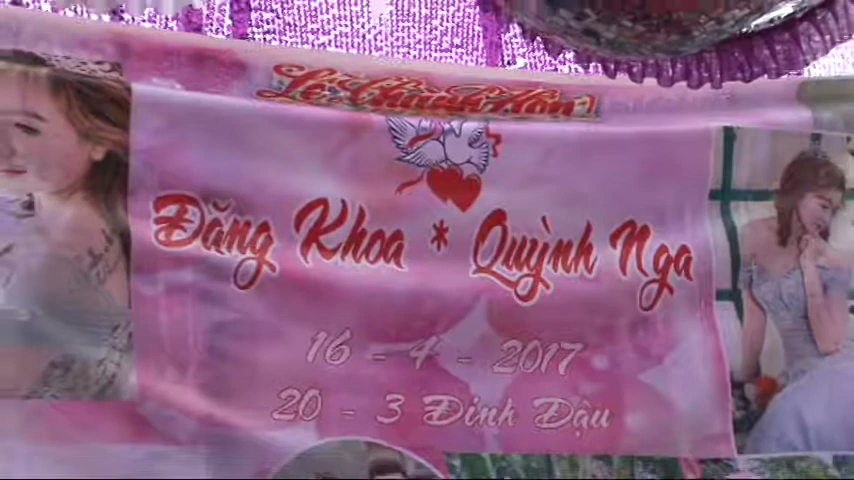 Lễ Thành Hôn
Đăng Khoa * Quỳnh Nga
16 - 4 - 2017
20 - 3 Đinh Dậu